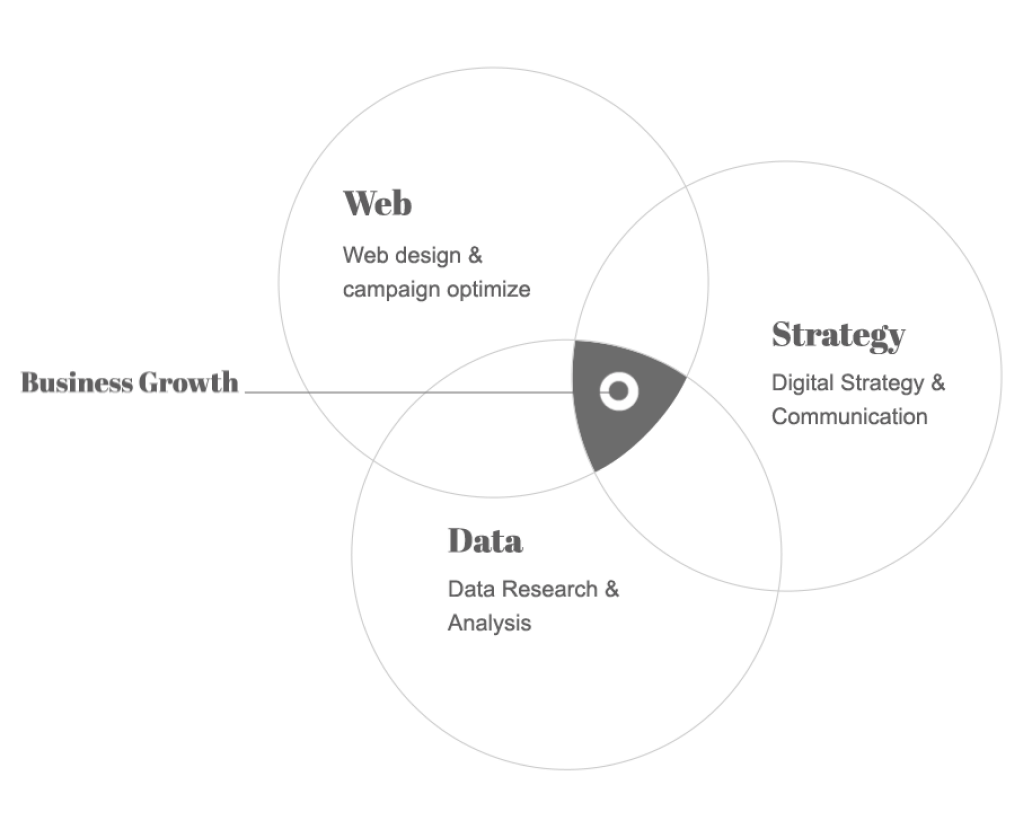 Web
Web design &
campaign optimize
Strategy
Digital Strategy &
Communication
Business Growth
Data
Data Research &
Analysis